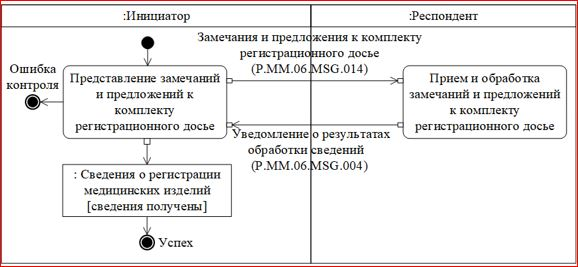 :Инициатор
:Респондент
Замечания и предложения к комплекту
регистрационного досье
(P.MM.06.MSG.014)
Ошибка
контроля
Представление замечаний
и предложений к
комплекту
регистрационного досье
Прием и обработка
замечаний и предложений
к комплекту
регистрационного досье
Уведомление о результатах
обработки сведений
(P.MM.06.MSG.004)
: Сведения о регистрации
медицинских изделий
[сведения получены]
Успех